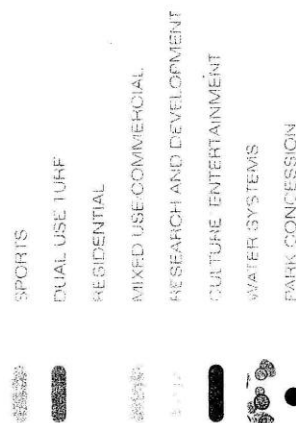 SPORTS
DUAL USE TURF
RESIDENTIAL
MIXED USE/COMMERCIAL
RESEARCH AND DEVELOPMENT
CULTURE/ENTERTAINMENT
WATER SYSTEMS
PARK CONCESSION